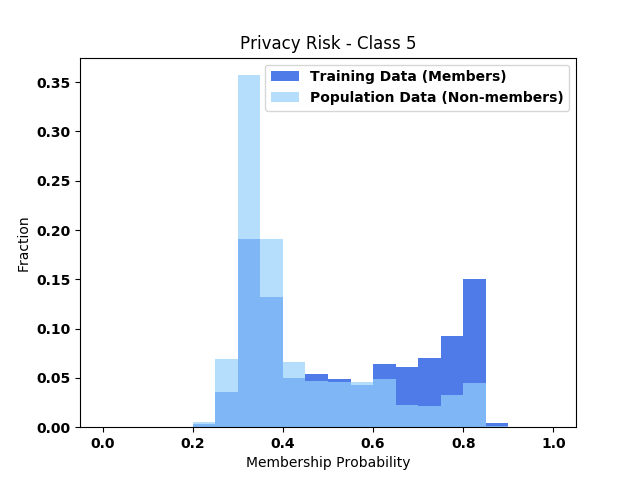 Privacy Risk - Class 5
Training Data (Members)
Population Data (Non-members)
0.35
0.30
0.25
0.20
0.15
0.10
0.05
0.00
Fraction
0.0 0.2 0.4 0.6 0.8 1.0
Membership Probability